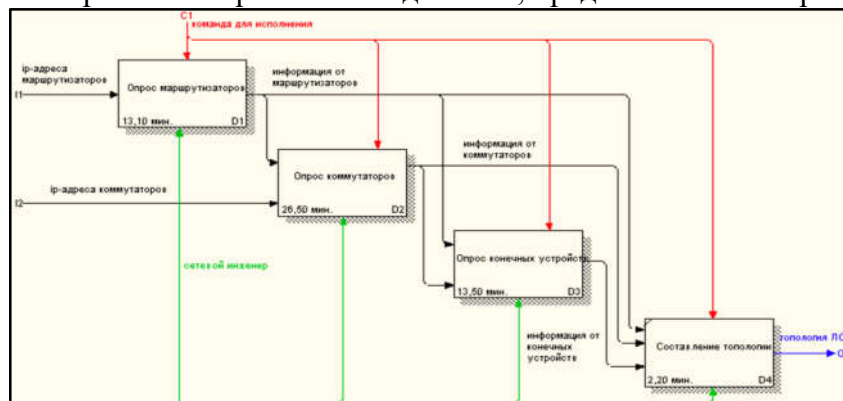 C1
команда для исполнения
ip-адреса
маршрутизаторов
I1
Опрос маршрутизаторов
13,10 мин.
D1
информация от
маршрутизаторов
Опрос коммутаторов
26,50 мин.
D2
информация от
коммутаторов
ip-адреса коммутаторов
I2
сетевой инженер
Опрос конечных устройств
13,50 мин.
D3
информация от
конечных
устройств
Составление топологии
2,20 мин.
D4
топология ЛС